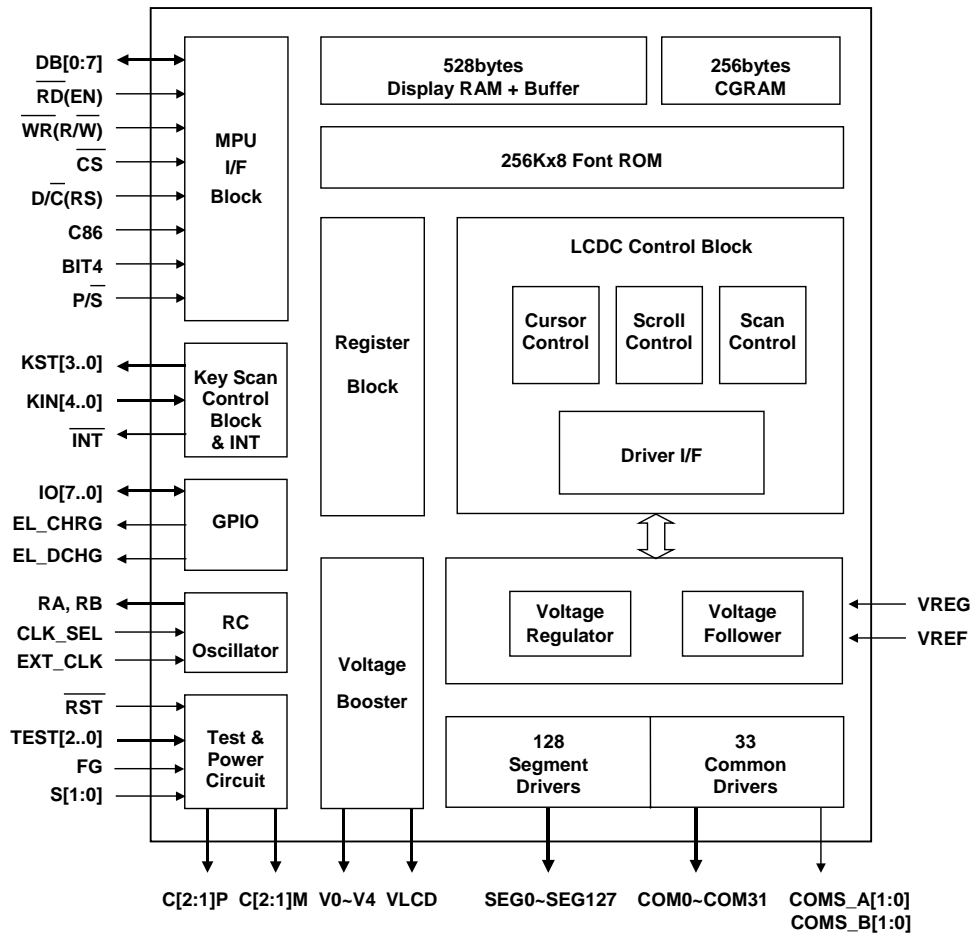 DB[0:7]
RD(EN)
WR(R/W)
CS
D/C(RS)
C86
BIT4
P/S
MPU
I/F
Block
528bytes
Display RAM + Buffer
256bytes
CGRAM
256Kx8 Font ROM
Register
Block
LCDC Control Block
Cursor
Control
Scroll
Control
Scan
Control
Driver I/F
KST[3..0]
KIN[4..0]
INT
Key Scan
Control
Block
& INT
IO[7..0]
EL_CHRG
EL_DCHG
GPIO
RA, RB
CLK_SEL
EXT_CLK
RC
Oscillator
Voltage
Booster
Voltage
Regulator
Voltage
Follower
VREG
VREF
RST
TEST[2..0]
FG
S[1:0]
Test &
Power
Circuit
128
Segment
Drivers
33
Common
Drivers
C[2:1]P
C[2:1]M
V0~V4
VLCD
SEG0~SEG127
COM0~COM31
COMS_A[1:0]
COMS_B[1:0]